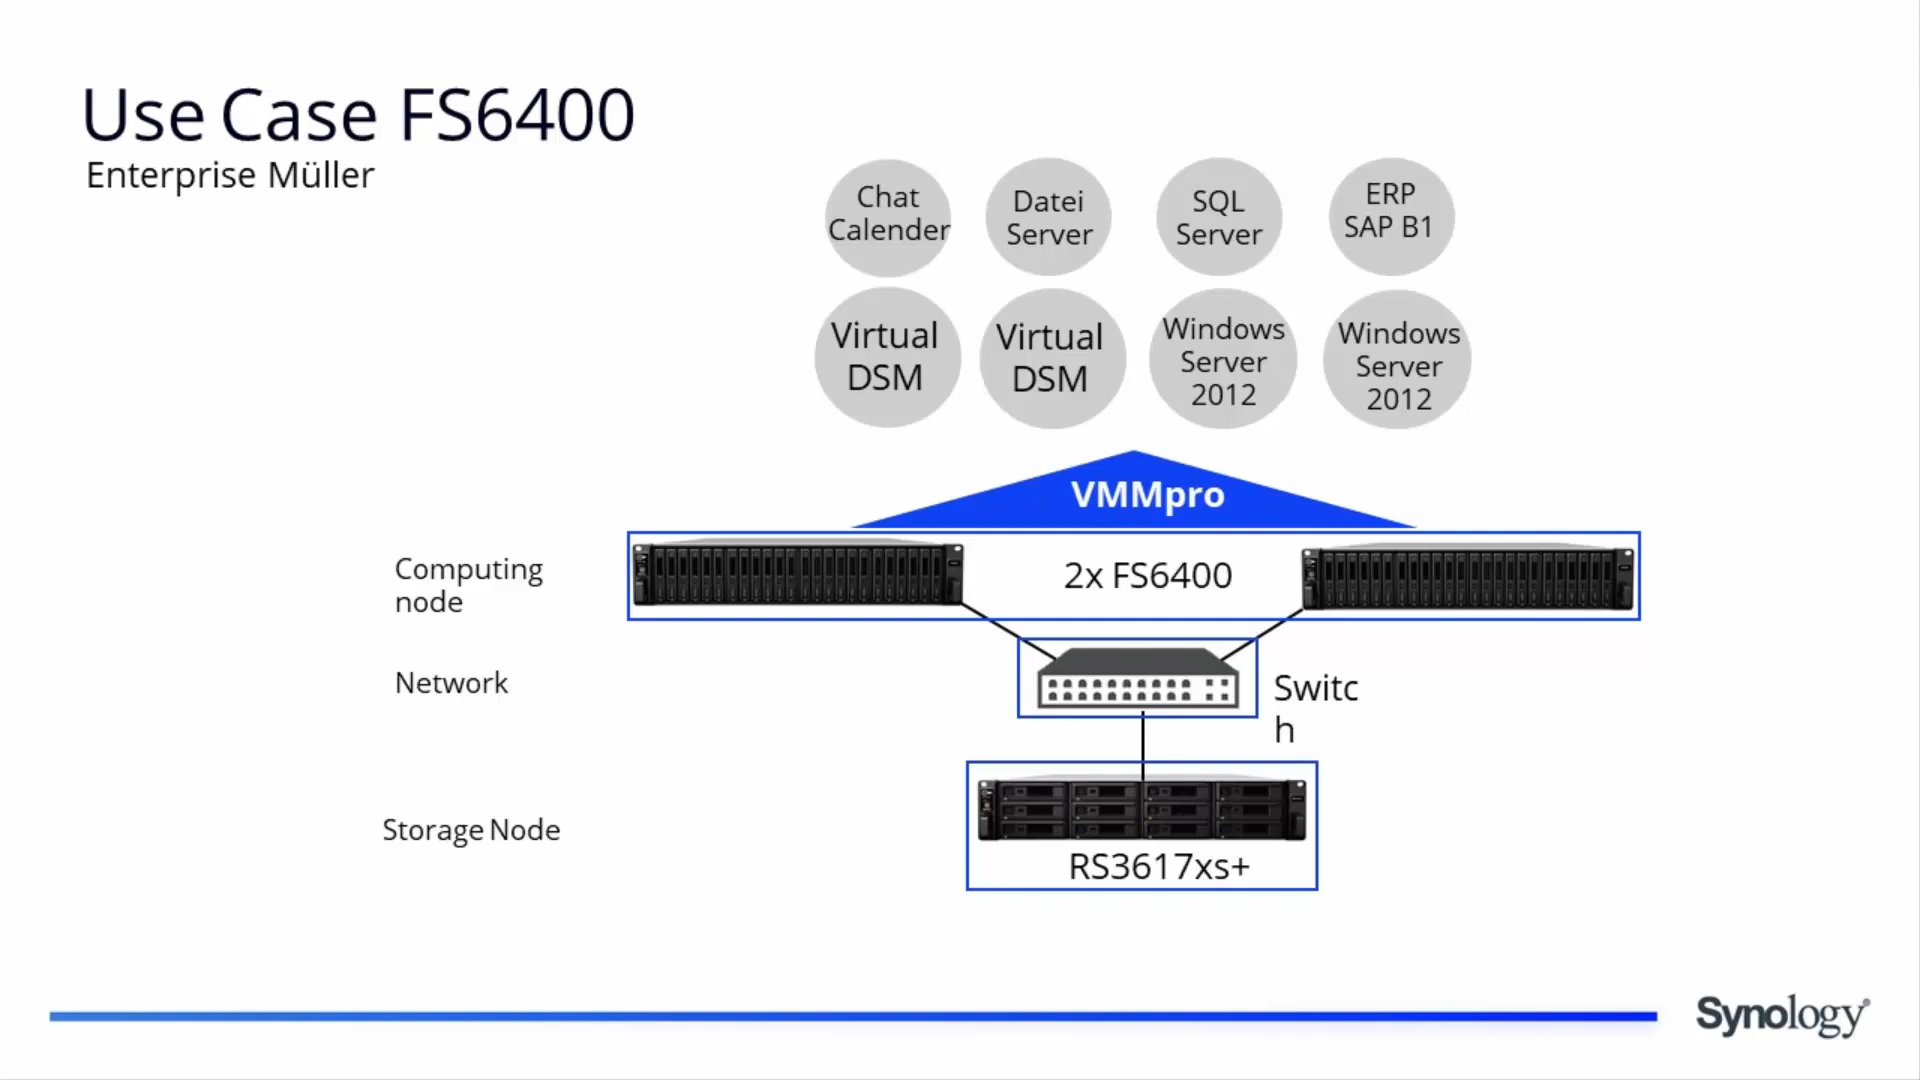 Use Case FS6400
Enterprise Müller
Chat
Calender
Datei
Server
SQL
Server
ERP
SAP B1
Virtual
DSM
Virtual
DSM
Windows
Server
2012
Windows
Server
2012
VMMpro
Computing
node
2x FS6400
Network
Switc
h
Storage Node
RS3617xs+
Synology®